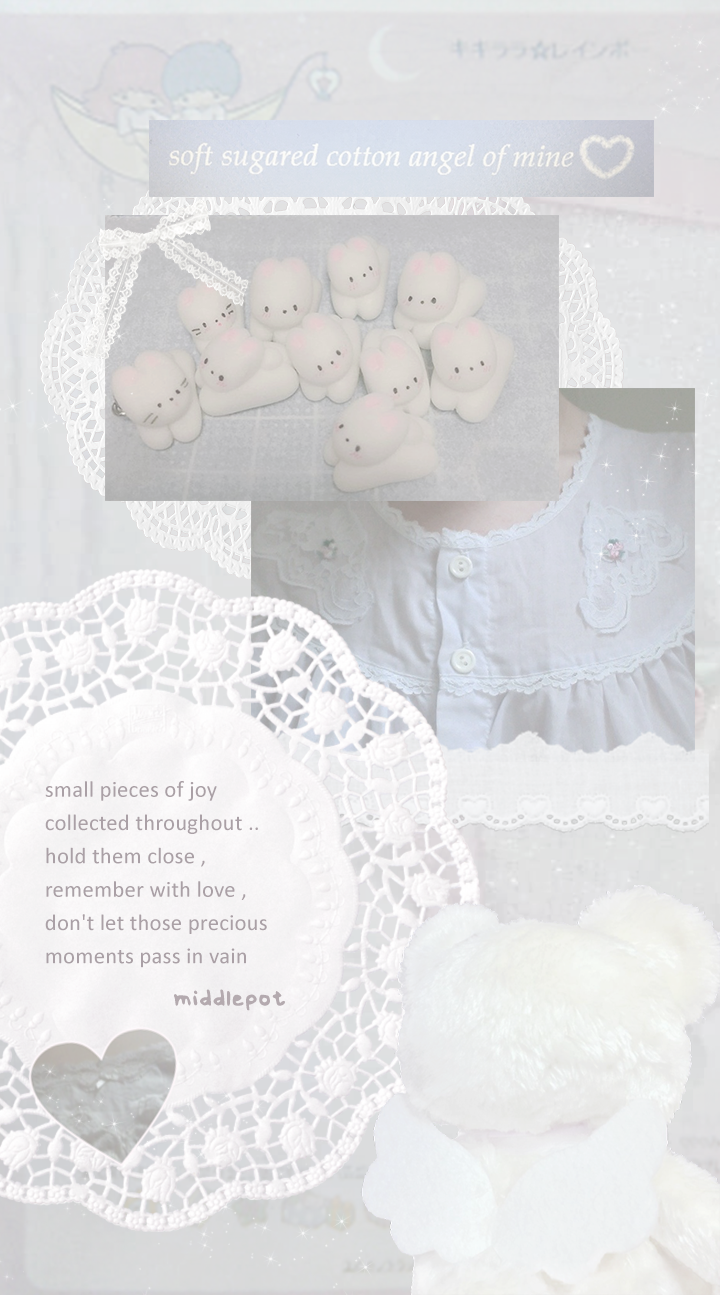 キキララ☆レインボー
soft sugared cotton angel of mine
small pieces of joy
collected throughout ..
hold them close ,
remember with love ,
don't let those precious
moments pass in vain
middlepot